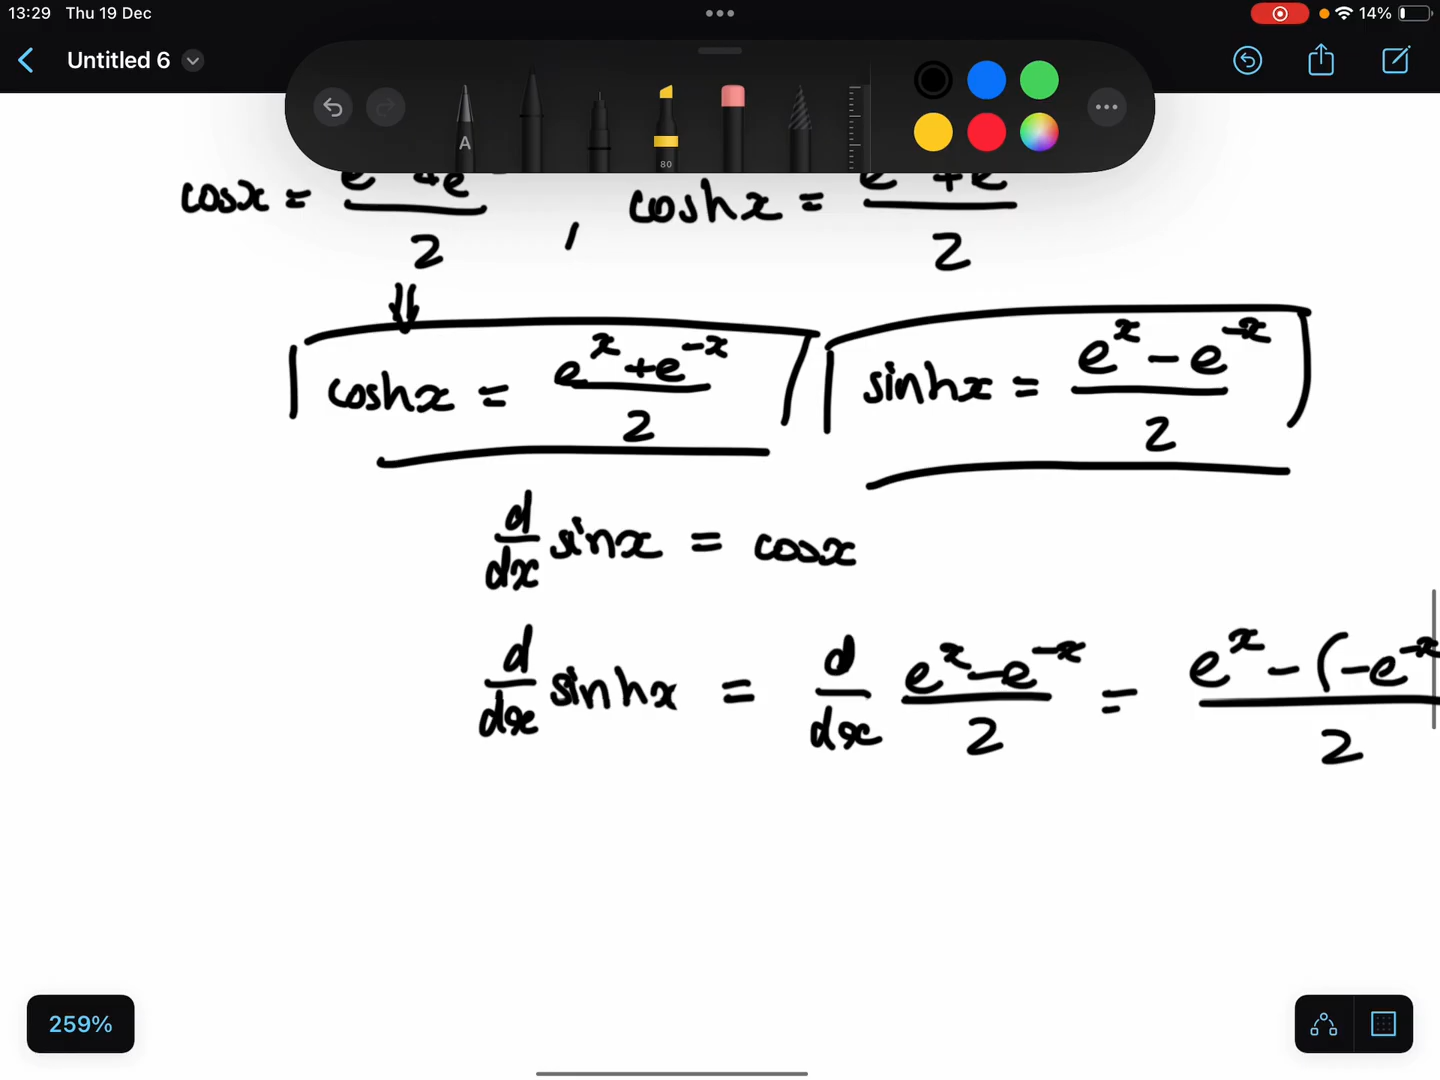 13:29 Thu 19 Dec 14%
Untitled 6
A 80
cosx = /2 , coshx = /2
⇓
coshx = (e^x + e^-x)/2 sinhx = (e^x - e^-x)/2
d/dx sinx = cosx
d/dx sinhx = d/dx (e^x - e^-x)/2 = e^x - (-e^-x /2
259%